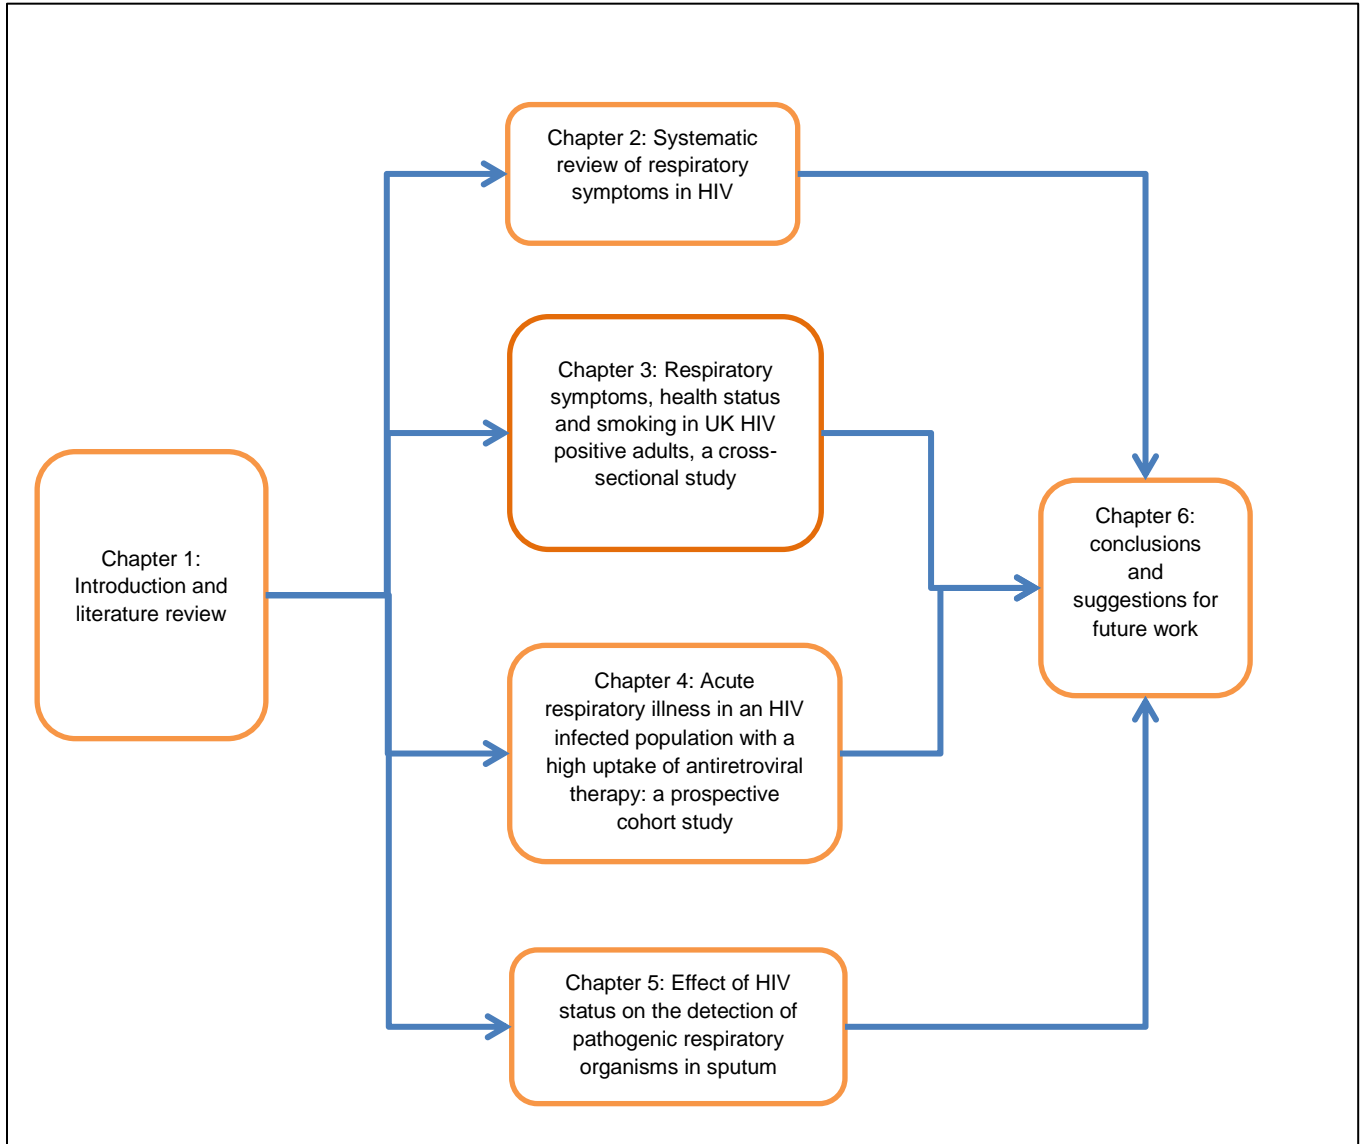 Chapter 1:
Introduction and
literature review
Chapter 2: Systematic
review of respiratory
symptoms in HIV
Chapter 3: Respiratory
symptoms, health status
and smoking in UK HIV
positive adults, a cross-
sectional study
Chapter 4: Acute
respiratory illness in an HIV
infected population with a
high uptake of antiretroviral
therapy: a prospective
cohort study
Chapter 5: Effect of HIV
status on the detection of
pathogenic respiratory
organisms in sputum
Chapter 6:
conclusions
and
suggestions for
future work